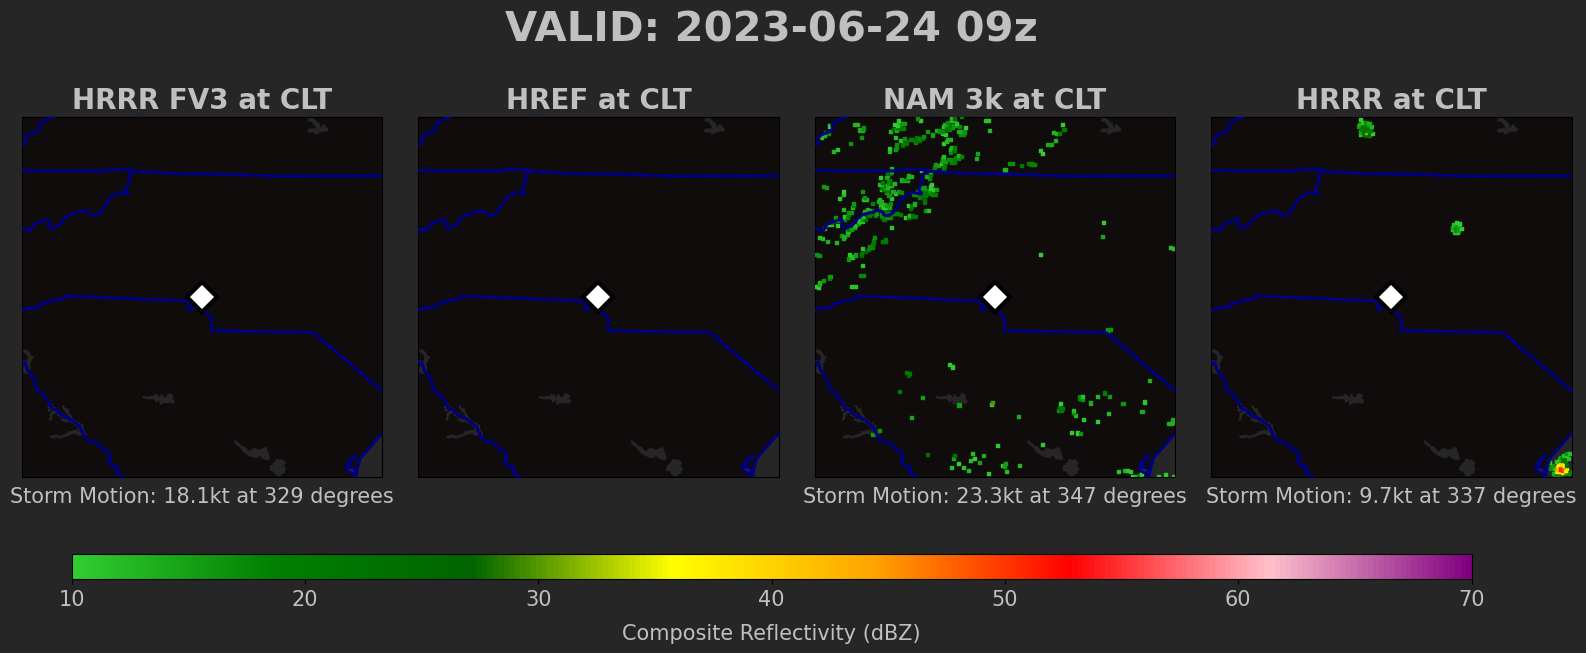 VALID: 2023-06-24 09z
HRRR FV3 at CLT
HREF at CLT
NAM 3k at CLT
HRRR at CLT
Storm Motion: 18.1kt at 329 degrees
Storm Motion: 23.3kt at 347 degrees
Storm Motion: 9.7kt at 337 degrees
10 20 30 40 50 60 70
Composite Reflectivity (dBZ)